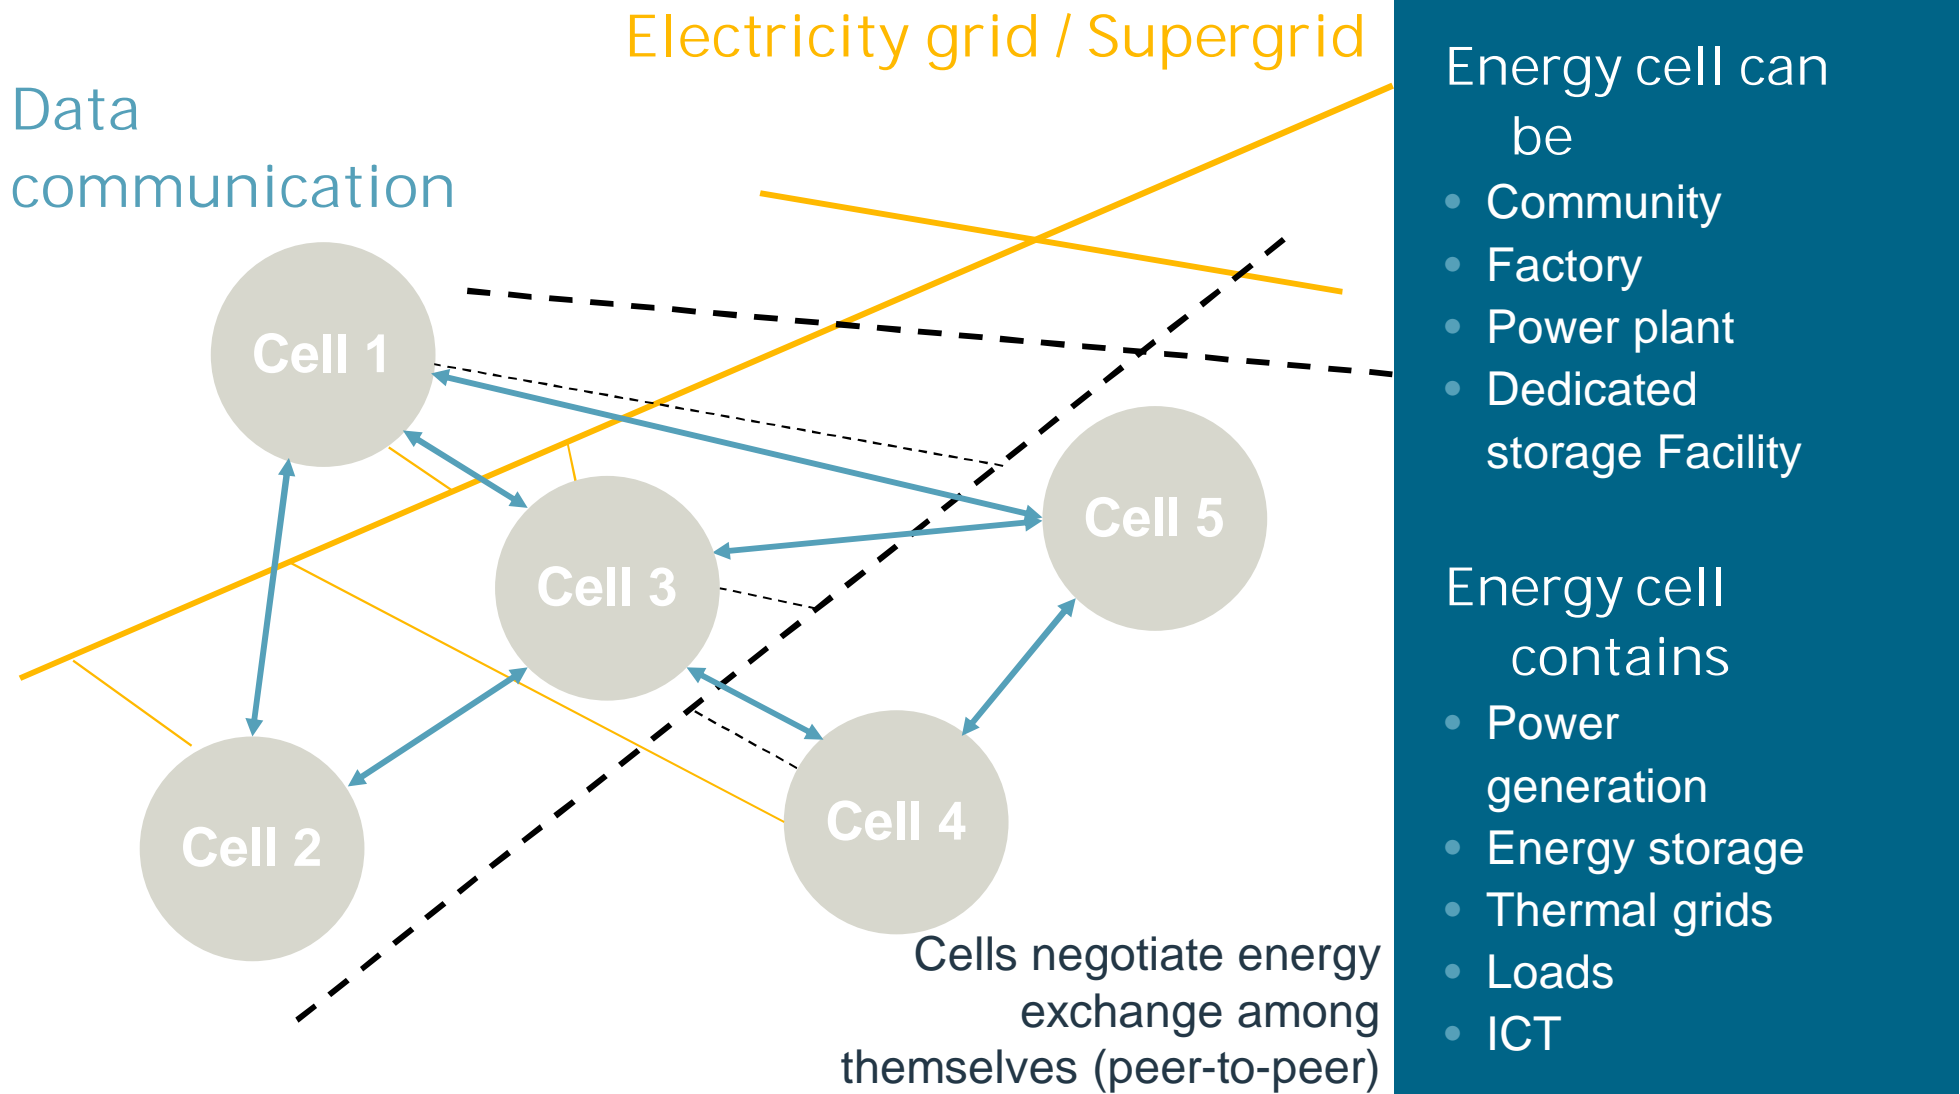 Electricity grid / Supergrid
Data
communication
Cell 1
Cell 5
Cell 3
Cell 4
Cell 2
Cells negotiate energy
exchange among
themselves (peer-to-peer)
Energy cell can
be
• Community
• Factory
• Power plant
• Dedicated
storage Facility
Energy cell
contains
• Power
generation
• Energy storage
• Thermal grids
• Loads
• ICT